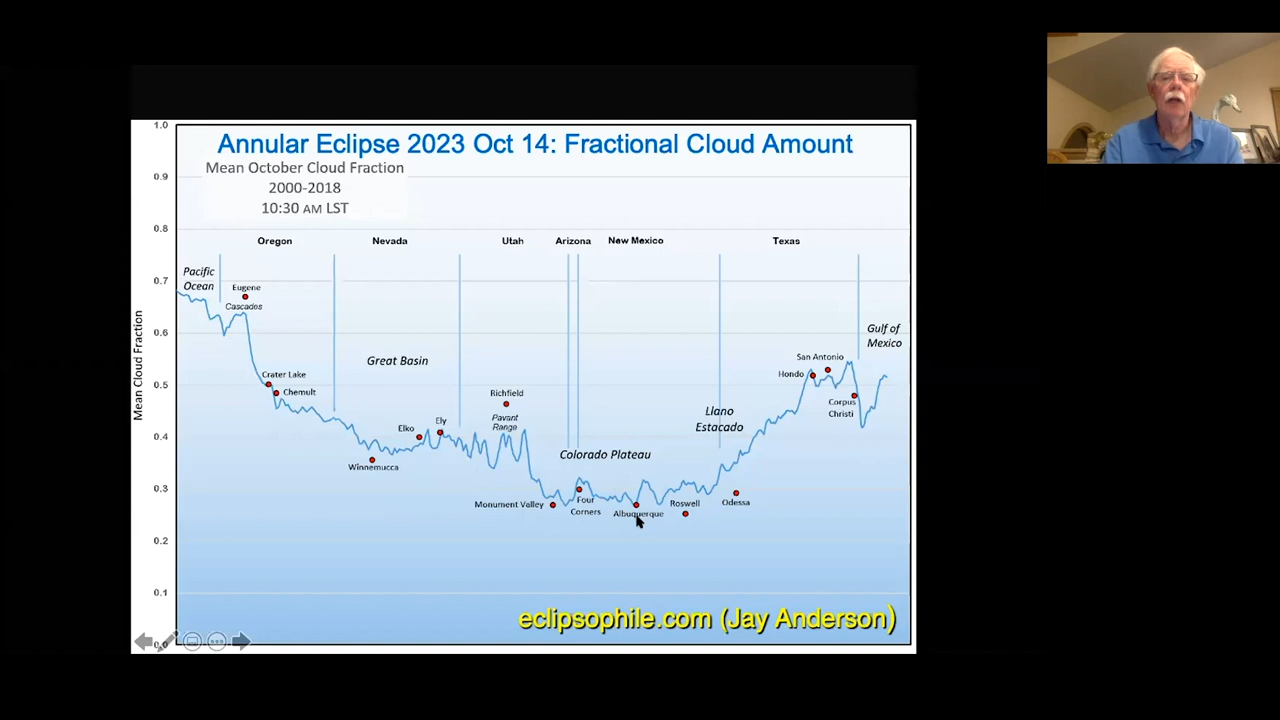 Annular Eclipse 2023 Oct 14: Fractional Cloud Amount
Mean October Cloud Fraction
2000-2018
10:30 AM LST
1.0
0.9
0.8
0.7
0.6
0.5
0.4
0.3
0.2
0.1
0.0
Mean Cloud Fraction
Oregon
Nevada
Utah
Arizona
New Mexico
Texas
Pacific
Ocean
Eugene
Cascades
Crater Lake
Chemult
Great Basin
Winnemucca
Elko
Ely
Richfield
Pavant
Range
Monument Valley
Colorado Plateau
Four
Corners
Albuquerque
Roswell
Llano
Estacado
Odessa
Hondo
San Antonio
Corpus
Christi
Gulf of
Mexico
eclipsophile.com (Jay Anderson)